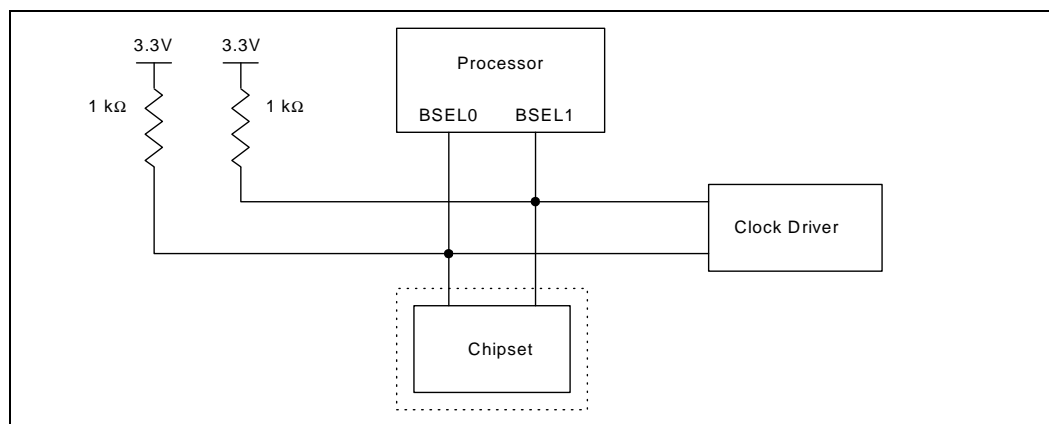 3.3V 3.3V
Processor
1 kΩ 1 kΩ
BSEL0 BSEL1
Clock Driver
Chipset